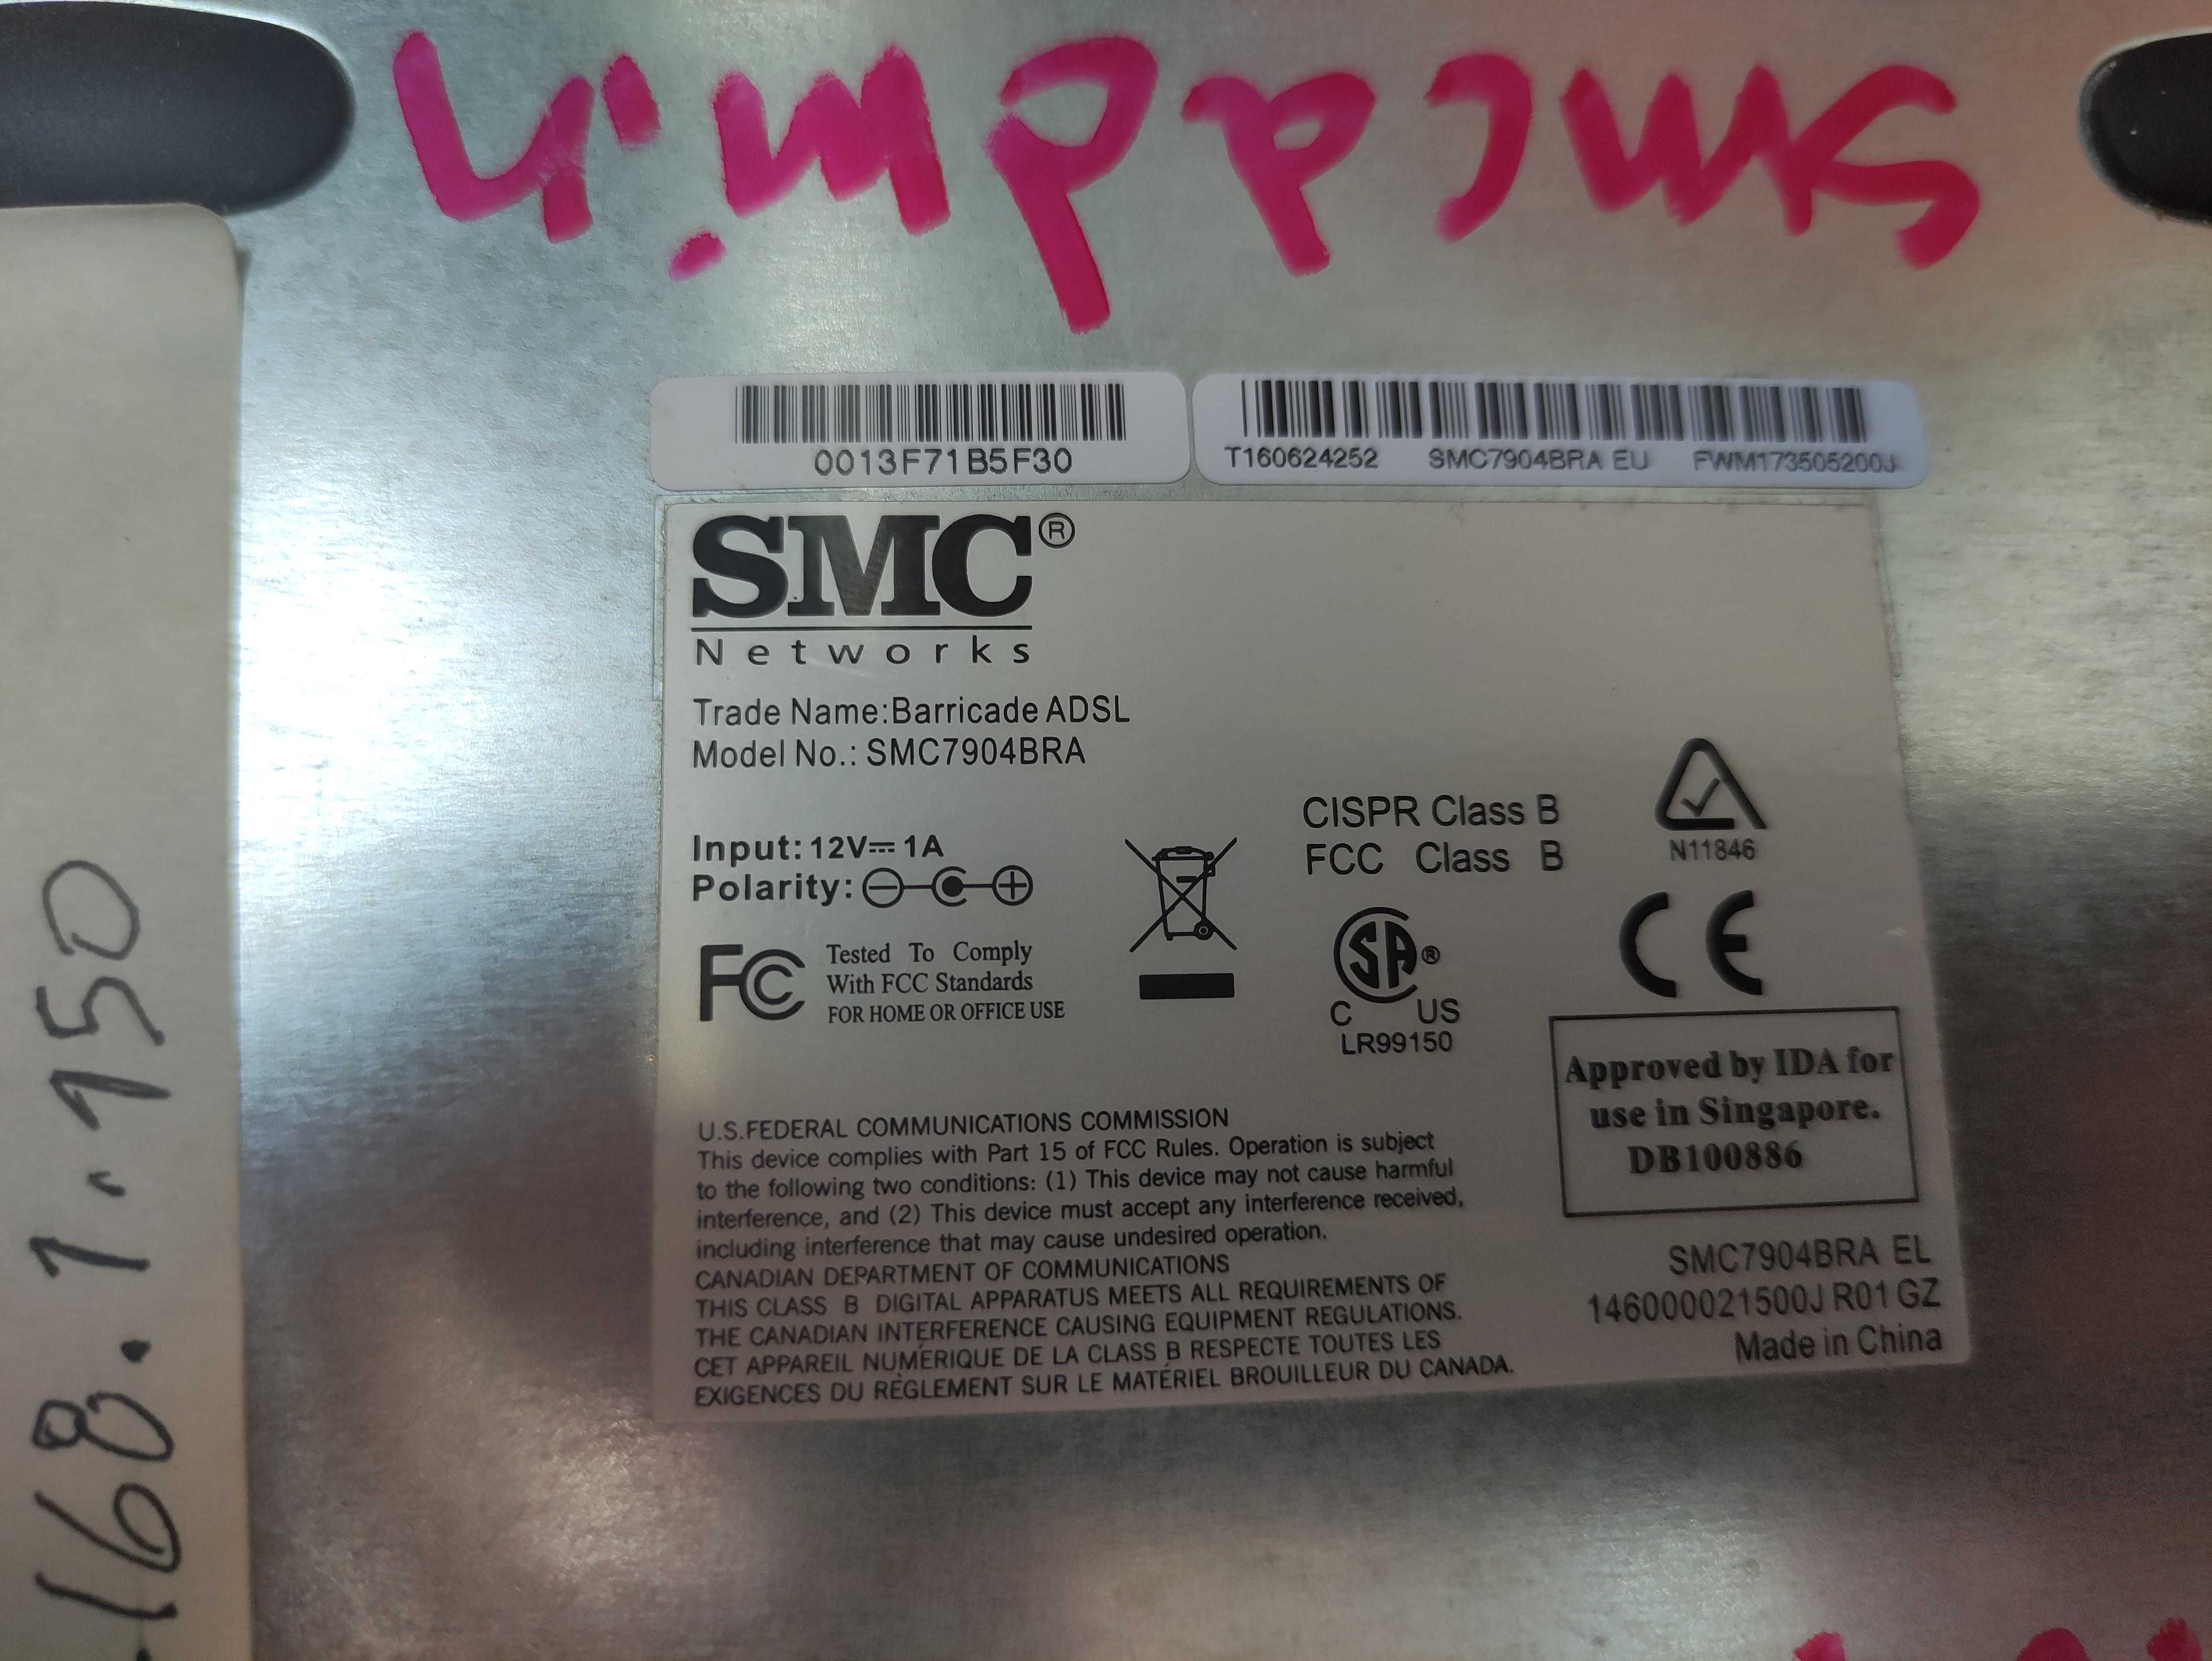 smcadmin
0013F71B5F30
T160624252 SMC7904BRA EU FWM173505200J
SMC®
Networks
Trade Name:Barricade ADSL
Model No.: SMC7904BRA
Input: 12V 1A
Polarity:
FC Tested To Comply
With FCC Standards
FOR HOME OR OFFICE USE
CISPR Class B
FCC Class B
N11846
CE
SA®
C US
LR99150
Approved by IDA for
use in Singapore.
DB100886
U.S.FEDERAL COMMUNICATIONS COMMISSION
This device complies with Part 15 of FCC Rules. Operation is subject
to the following two conditions: (1) This device may not cause harmful
interference, and (2) This device must accept any interference received,
including interference that may cause undesired operation.
CANADIAN DEPARTMENT OF COMMUNICATIONS
THIS CLASS B DIGITAL APPARATUS MEETS ALL REQUIREMENTS OF
THE CANADIAN INTERFERENCE CAUSING EQUIPMENT REGULATIONS.
CET APPAREIL NUMÉRIQUE DE LA CLASS B RESPECTE TOUTES LES
EXIGENCES DU RÈGLEMENT SUR LE MATÉRIEL BROUILLEUR DU CANADA.
SMC7904BRA EL
146000021500J R01 GZ
Made in China
168.1.150